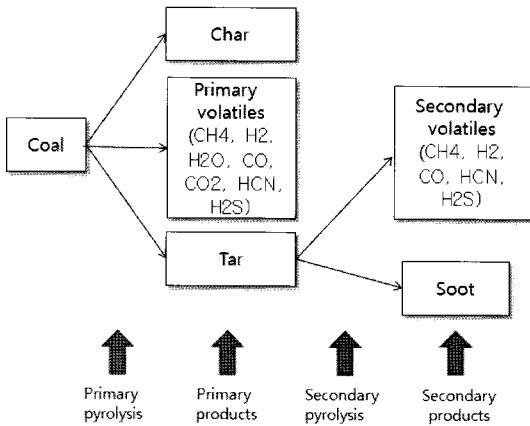 Char
Primary
volatiles
(CH4, H2,
H2O, CO,
CO2, HCN,
H2S)
Coal
Tar
Secondary
volatiles
(CH4, H2,
CO, HCN,
H2S)
Soot
Primary
pyrolysis
Primary
products
Secondary
pyrolysis
Secondary
products